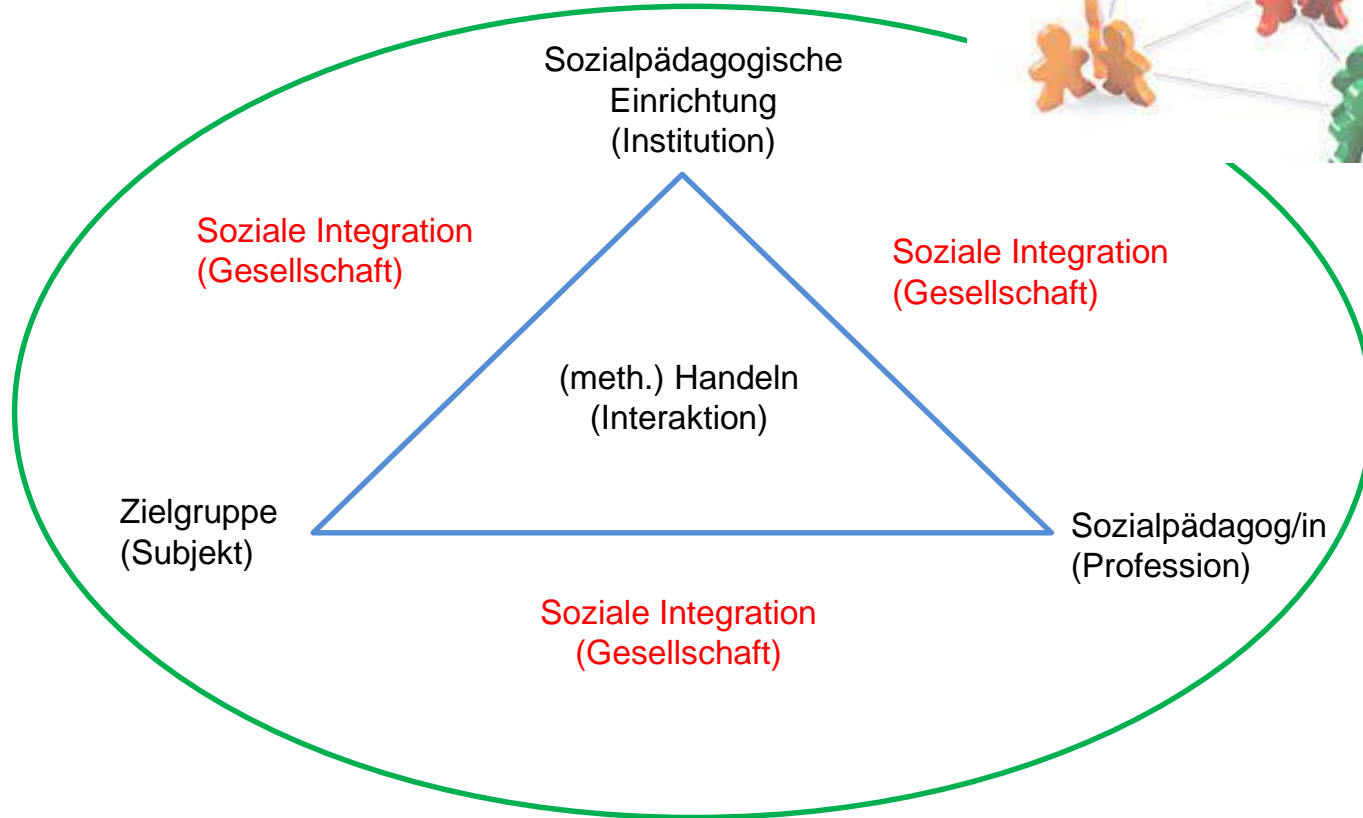 Sozialpädagogische
Einrichtung
(Institution)
Soziale Integration
(Gesellschaft)
Soziale Integration
(Gesellschaft)
(meth.) Handeln
(Interaktion)
Zielgruppe
(Subjekt)
Sozialpädagog/in
(Profession)
Soziale Integration
(Gesellschaft)